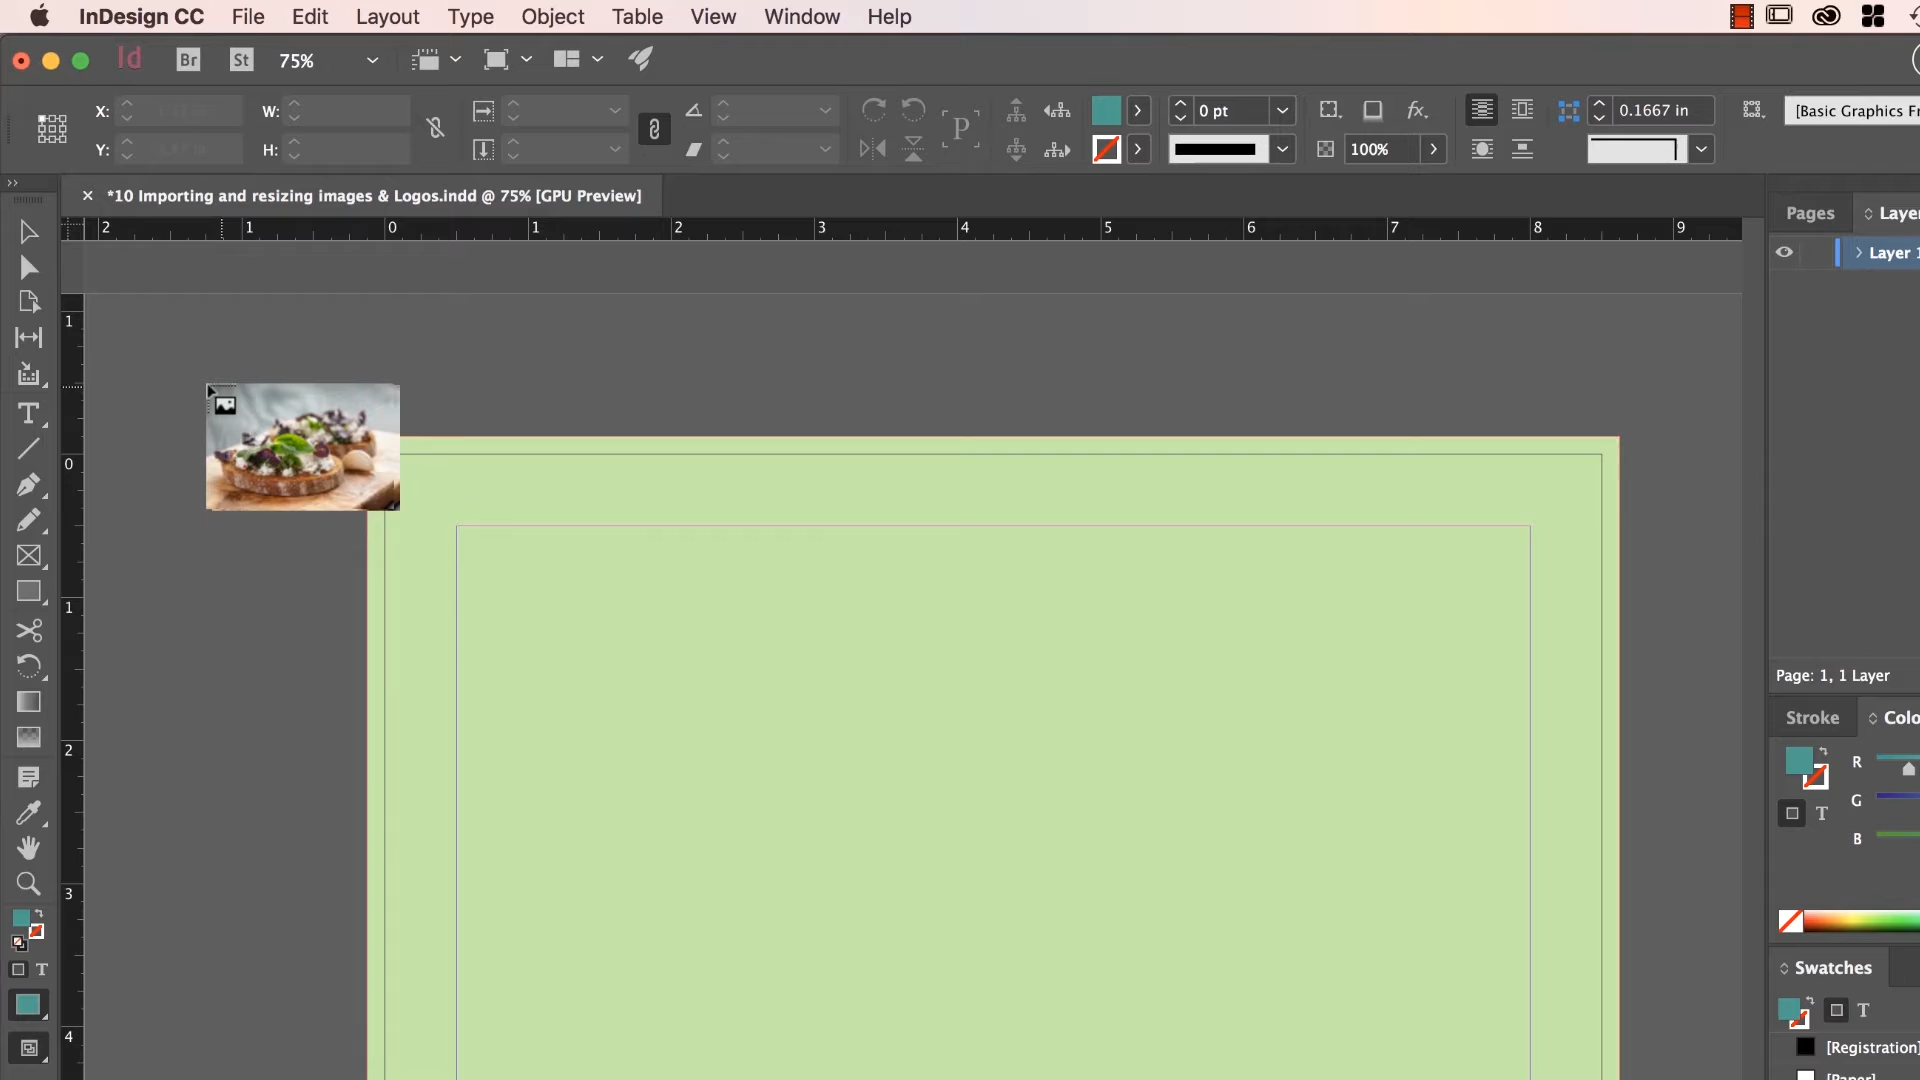 InDesign CC File Edit Layout Type Object Table View Window Help
Id Br St 75%
X: W: 0 pt fx. 0.1667 in [Basic Graphics Fr
Y: H: P 100%
*10 Importing and resizing images & Logos.indd @ 75% [GPU Preview]
Pages Layer
2 1 0 1 2 3 4 5 6 7 8 9
Layer 1
1
0
1
2
3
4
Page: 1, 1 Layer
Stroke Colo
R
G
T
B
Swatches
T
T
[Registration]